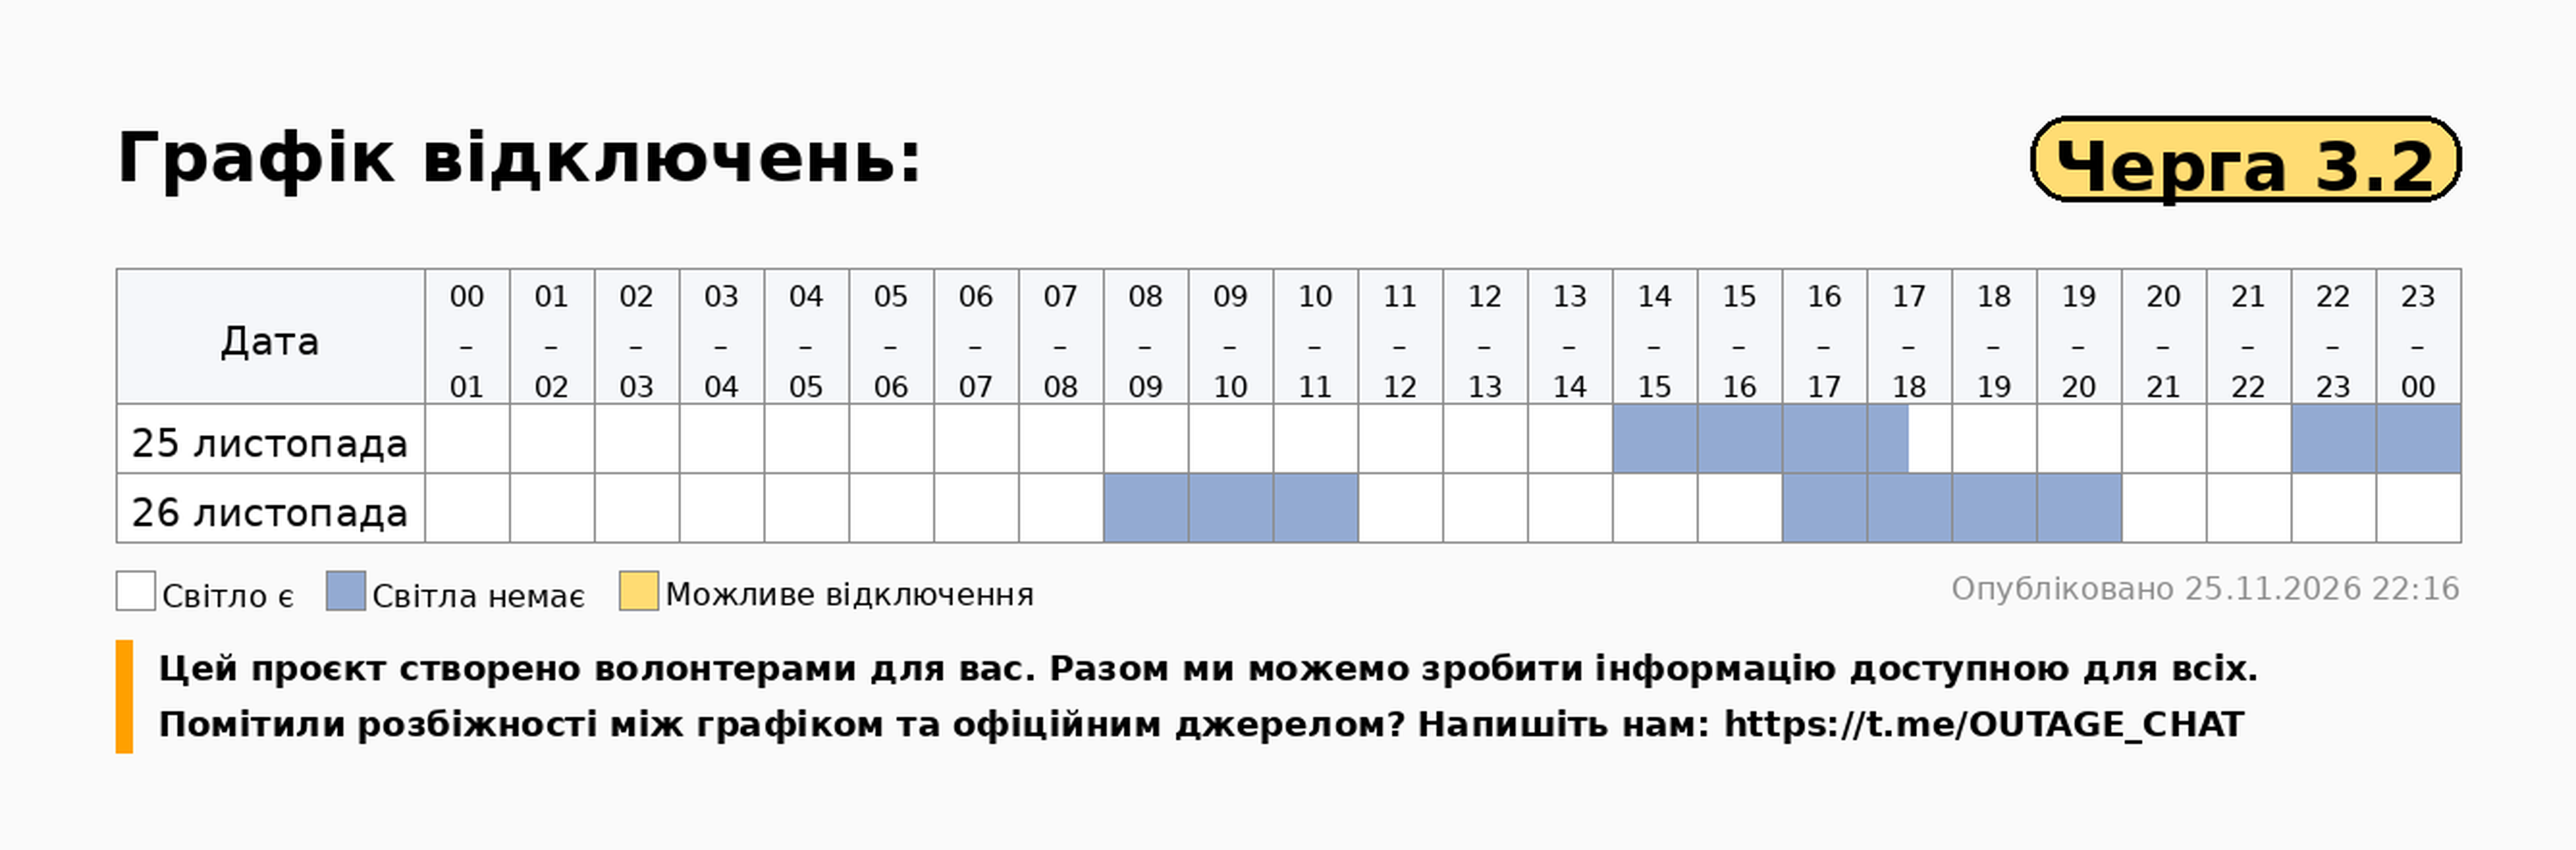 Графік відключень:
Черга 3.2
Дата 00 – 01 01 – 02 02 – 03 03 – 04 04 – 05 05 – 06 06 – 07 07 – 08 08 – 09 09 – 10 10 – 11 11 – 12 12 – 13 13 – 14 14 – 15 15 – 16 16 – 17 17 – 18 18 – 19 19 – 20 20 – 21 21 – 22 22 – 23 23 – 00
25 листопада
26 листопада
Світло є Світла немає Можливе відключення
Опубліковано 25.11.2026 22:16
Цей проєкт створено волонтерами для вас. Разом ми можемо зробити інформацію доступною для всіх.
Помітили розбіжності між графіком та офіційним джерелом? Напишіть нам: https://t.me/OUTAGE_CHAT